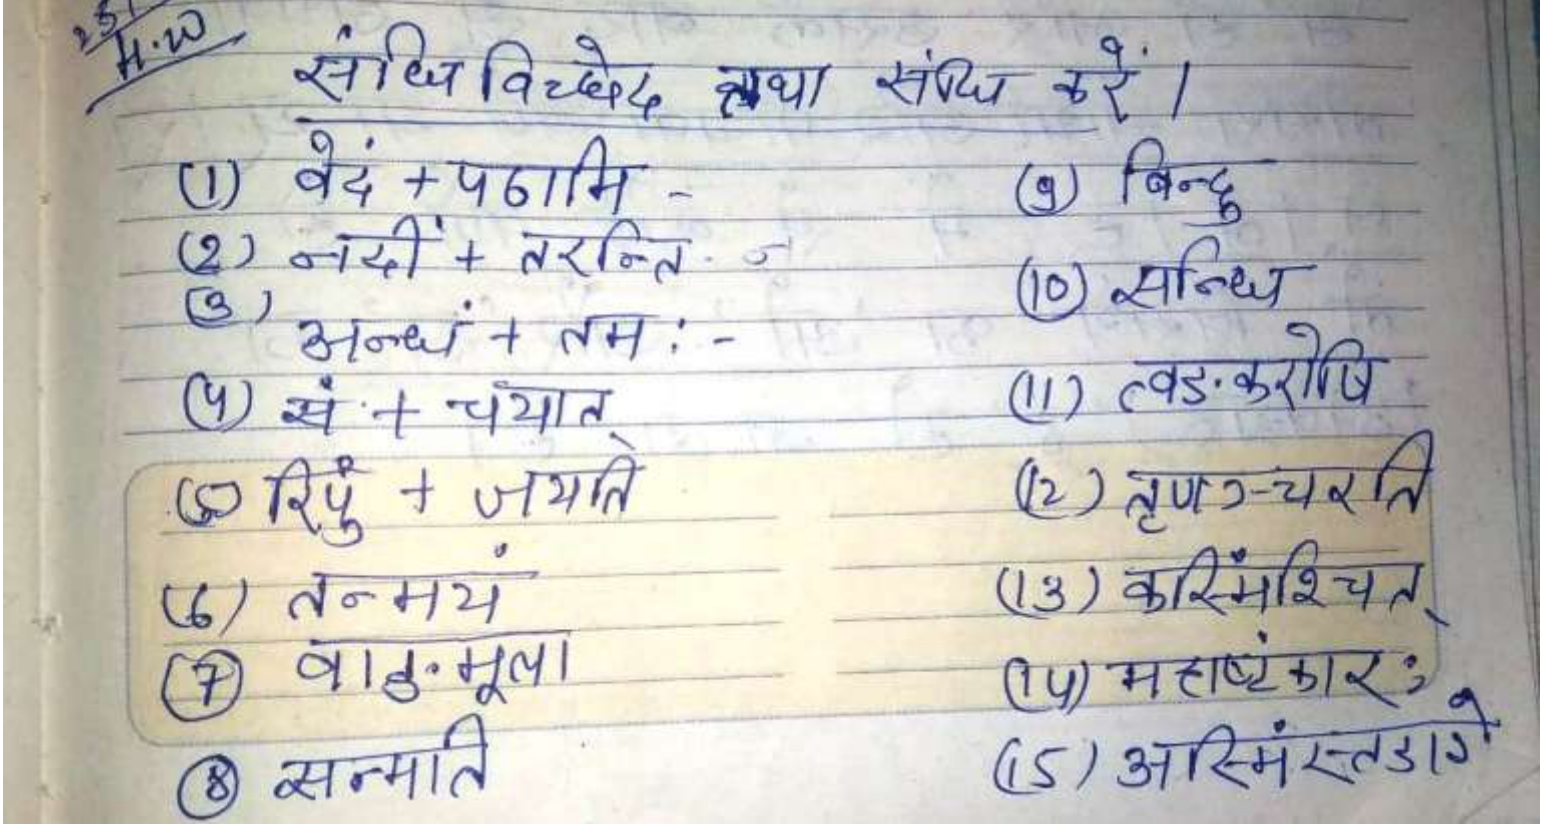 H.W
संधि विच्छेद तथा संधि करें ।
(1) वेदं + पठामि -
(2) नदीं + तरन्ति -
(3) अन्धं + तमः -
(4) सं + चयात्
(5) रिपुं + जयति
(6) तन्मयं
(7) वाङ्मूला
(8) सन्मति
(9) बिन्दु
(10) सन्धि
(11) त्वङ्करोषि
(12) तृणञ्चरति
(13) कस्मिंश्चित्
(14) महाष्टंकारः
(15) अस्मिंस्तडागे